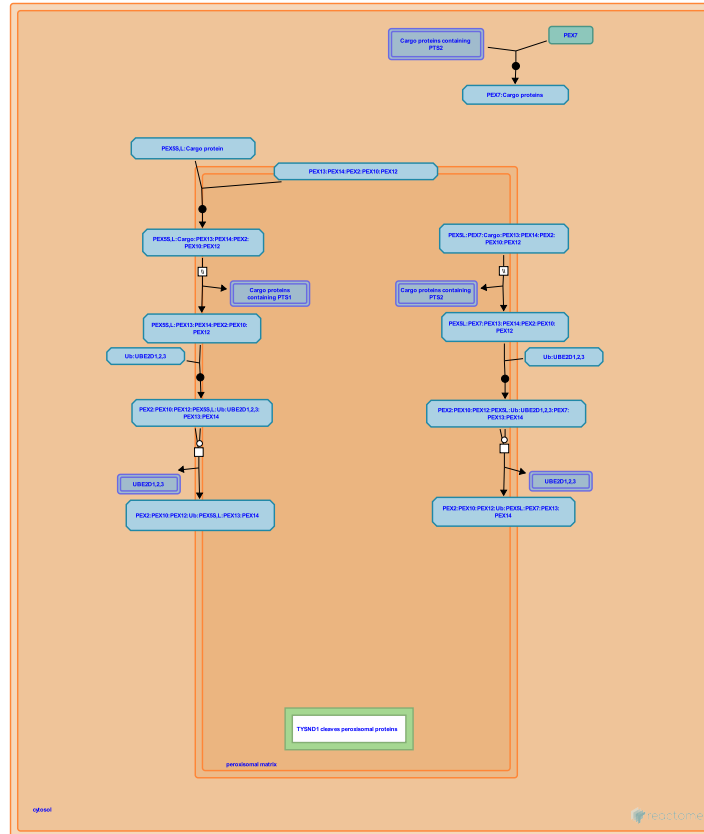 Cargo proteins containing
PTS2
PEX7
PEX7:Cargo proteins
PEX5S,L:Cargo protein
PEX13:PEX14:PEX2:PEX10:PEX12
PEX5S,L:Cargo:PEX13:PEX14:PEX2:
PEX10:PEX12
PEX5L:PEX7:Cargo:PEX13:PEX14:PEX2:
PEX10:PEX12
Cargo proteins
containing PTS1
Cargo proteins containing
PTS2
PEX5S,L:PEX13:PEX14:PEX2:PEX10:
PEX12
PEX5L:PEX7:PEX13:PEX14:PEX2:PEX10:
PEX12
Ub:UBE2D1,2,3
Ub:UBE2D1,2,3
PEX2:PEX10:PEX12:PEX5S,L:Ub:UBE2D1,2,3:
PEX13:PEX14
PEX2:PEX10:PEX12:PEX5L:Ub:UBE2D1,2,3:PEX7:
PEX13:PEX14
UBE2D1,2,3
UBE2D1,2,3
PEX2:PEX10:PEX12:Ub:PEX5S,L:PEX13:PEX14
PEX2:PEX10:PEX12:Ub:PEX5L:PEX7:PEX13:
PEX14
TYSND1 cleaves peroxisomal proteins
peroxisomal matrix
cytosol
reactome